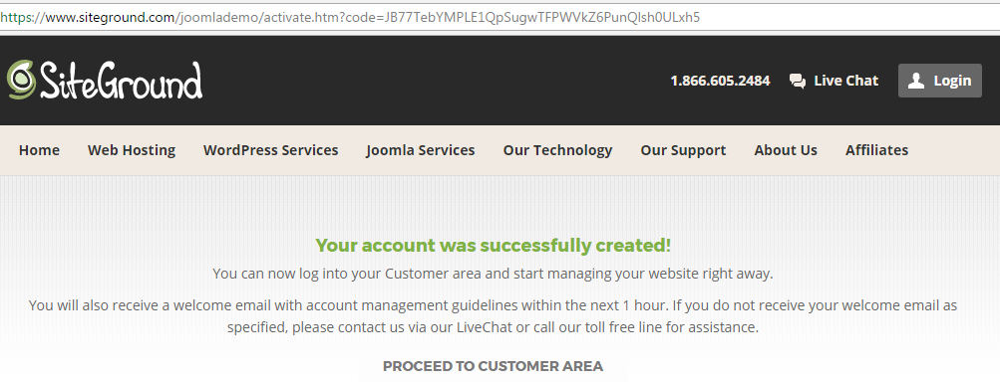 https://www.siteground.com/joomlademo/activate.htm?code=JB77TebYMPLE1QpSugwTFPWVkZ6PunQlsh0ULxh5
SiteGround 1.866.605.2484 Live Chat Login
Home Web Hosting WordPress Services Joomla Services Our Technology Our Support About Us Affiliates
Your account was successfully created!
You can now log into your Customer area and start managing your website right away.
You will also receive a welcome email with account management guidelines within the next 1 hour. If you do not receive your welcome email as
specified, please contact us via our LiveChat or call our toll free line for assistance.
PROCEED TO CUSTOMER AREA